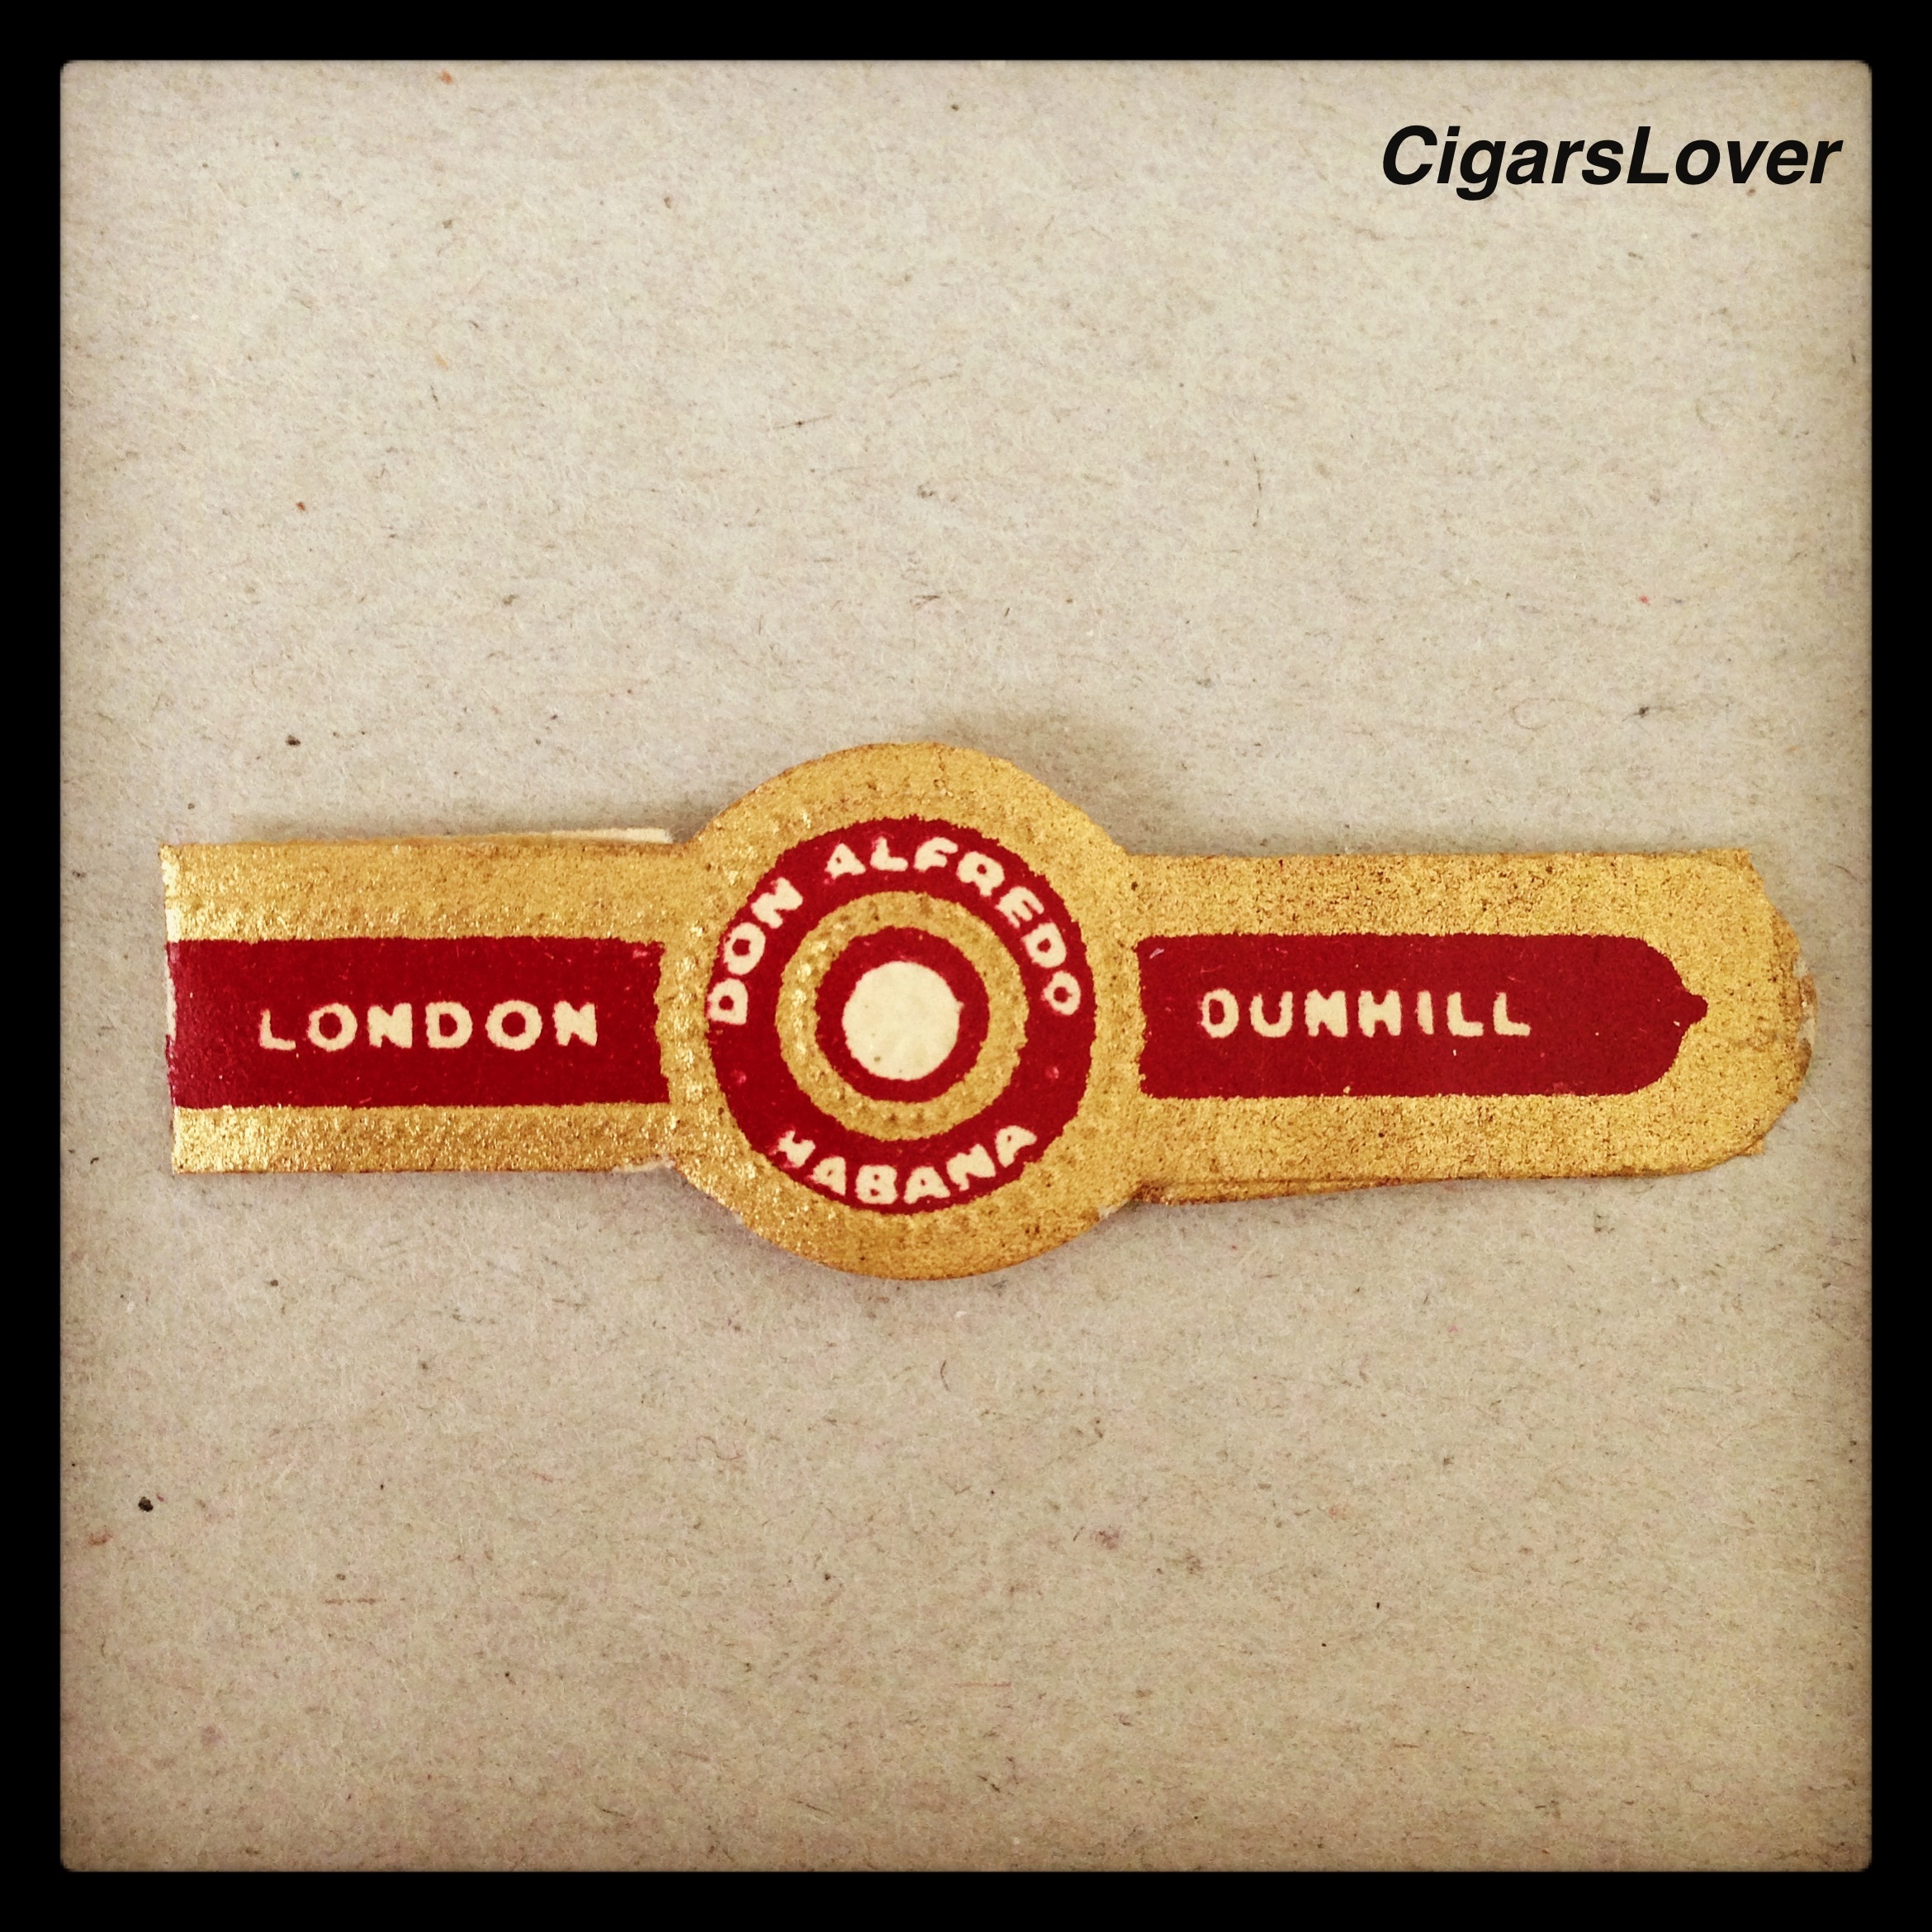 CigarsLover
LONDON
DON ALFREDO
HABANA
DUNHILL